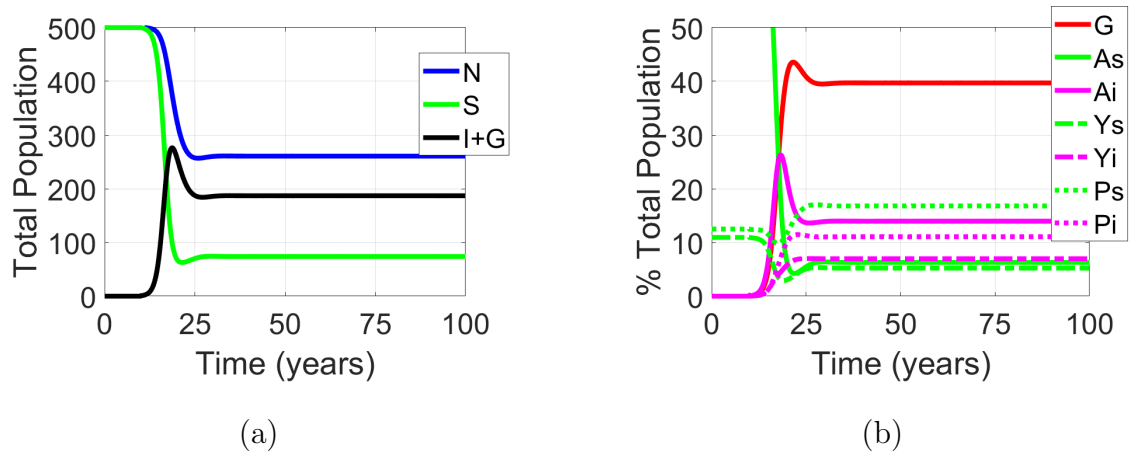 500
400
300
200
100
0
0 25 50 75 100
Total Population
Time (years)
N
S
I+G
(a)
50
40
30
20
10
0
0 25 50 75 100
% Total Population
Time (years)
G
As
Ai
Ys
Yi
Ps
Pi
(b)